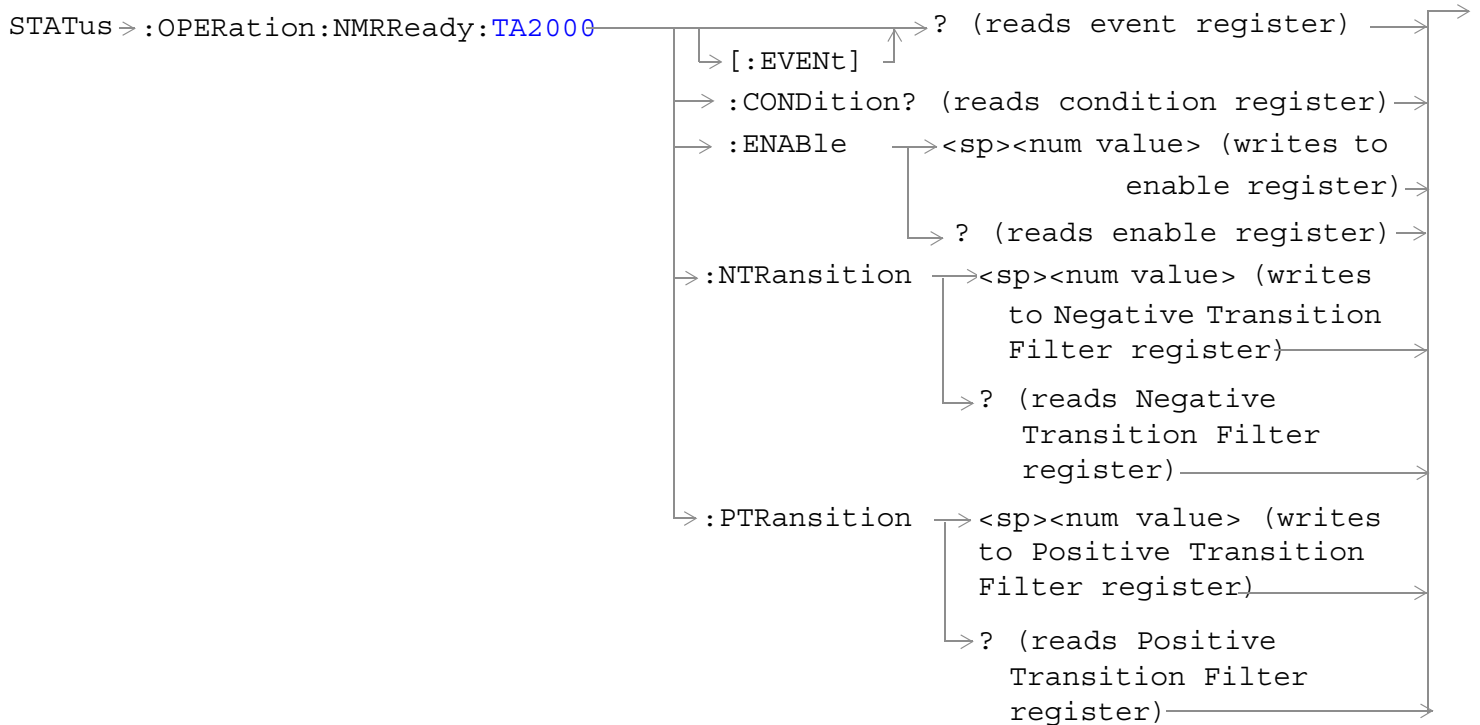 STATus :OPERation:NMRReady:TA2000 ? (reads event register)
[:EVENt]
:CONDition? (reads condition register)
:ENABle <sp><num value> (writes to
enable register)
? (reads enable register)
:NTRansition <sp><num value> (writes
to Negative Transition
Filter register)
? (reads Negative
Transition Filter
register)
:PTRansition <sp><num value> (writes
to Positive Transition
Filter register)
? (reads Positive
Transition Filter
register)